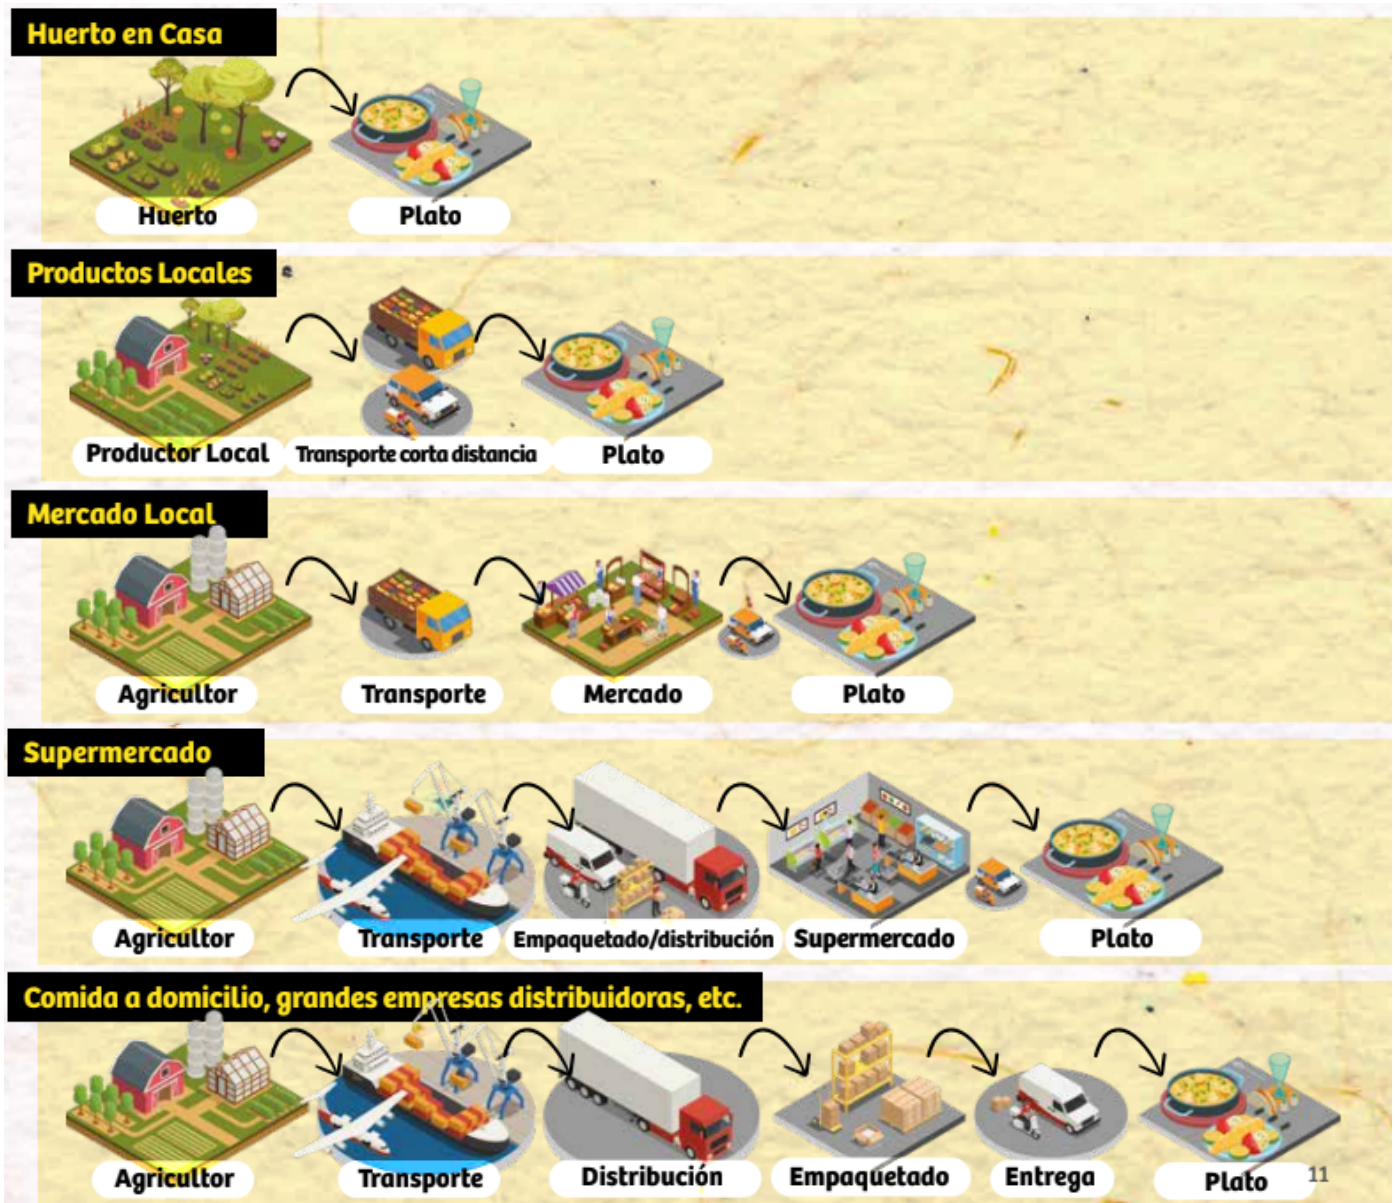 Huerto en Casa
Huerto
Plato
Productos Locales
Productor Local
Transporte corta distancia
Plato
Mercado Local
Agricultor
Transporte
Mercado
Plato
Supermercado
Agricultor
Transporte
Empaquetado/distribución
Supermercado
Plato
Comida a domicilio, grandes empresas distribuidoras, etc.
Agricultor
Transporte
Distribución
Empaquetado
Entrega
Plato
11